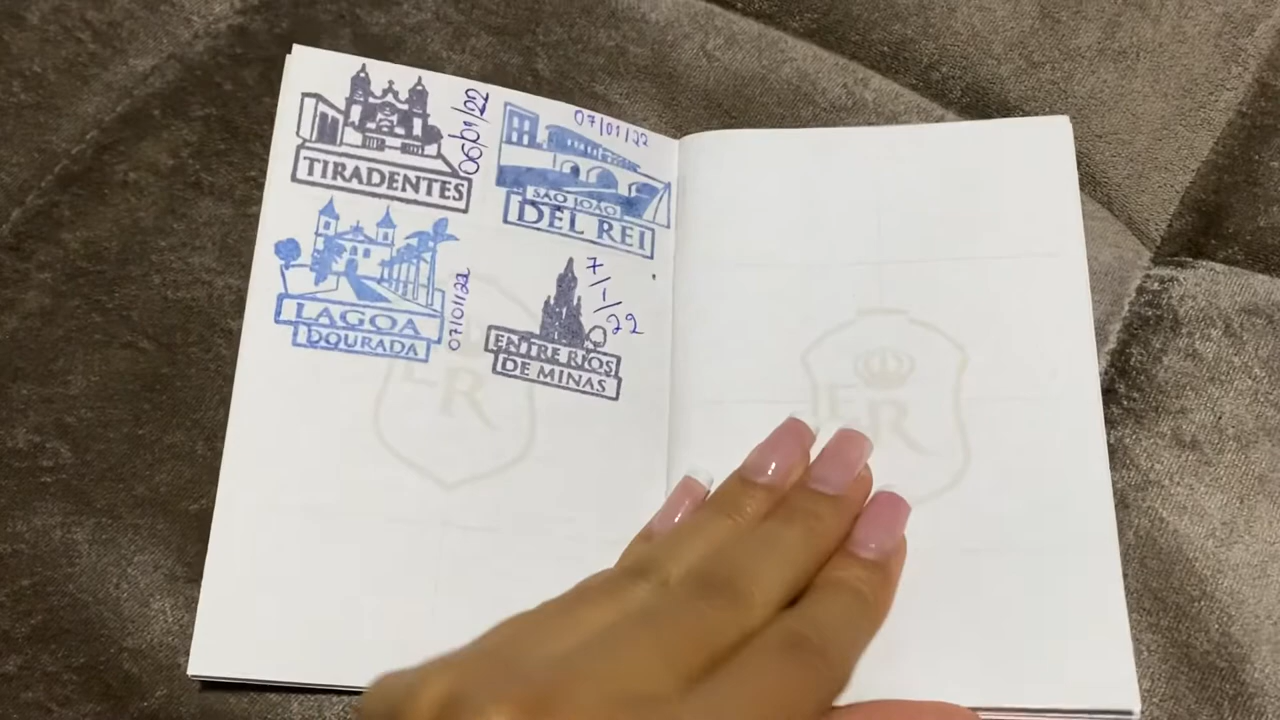 TIRADENTES
06/01/22
07/01/22
SÃO JOÃO
DEL REI
LAGOA
DOURADA
07/01/22
7/1/22
ENTRE RIOS
DE MINAS
ER
ER